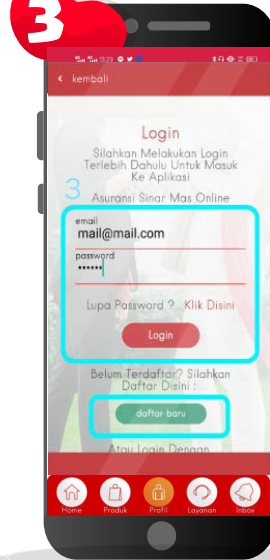 3
13:29
kembali
Login
Silahkan Melakukan Login
Terlebih Dahulu Untuk Masuk
Ke Aplikasi
3
Asuransi Sinar Mas Online
email
mail@mail.com
password
••••••
Lupa Password ? Klik Disini
Login
Belum Terdaftar? Silahkan
Daftar Disini :
daftar baru
Atau Login Dengan
Home Produk Profil Layanan Inbox